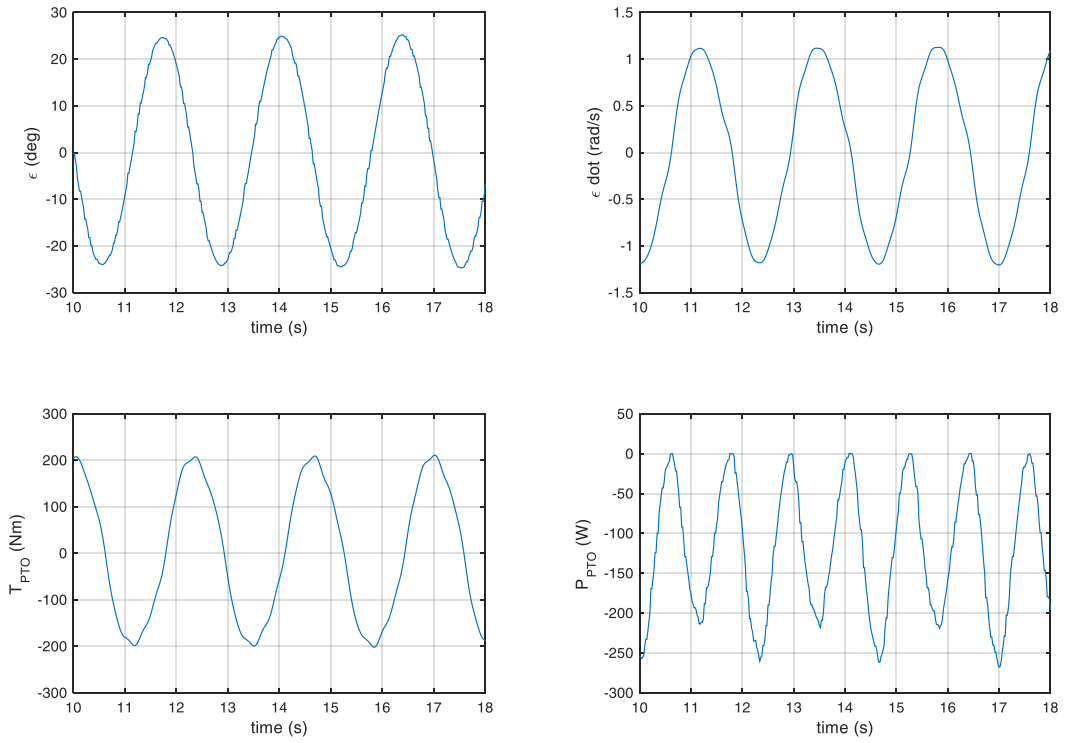 30
20
10
0
-10
-20
-30
ϵ (deg)
10 11 12 13 14 15 16 17 18
time (s)
1.5
1
0.5
0
-0.5
-1
-1.5
ϵ dot (rad/s)
10 11 12 13 14 15 16 17 18
time (s)
300
200
100
0
-100
-200
-300
T_PTO (Nm)
10 11 12 13 14 15 16 17 18
time (s)
50
0
-50
-100
-150
-200
-250
-300
P_PTO (W)
10 11 12 13 14 15 16 17 18
time (s)